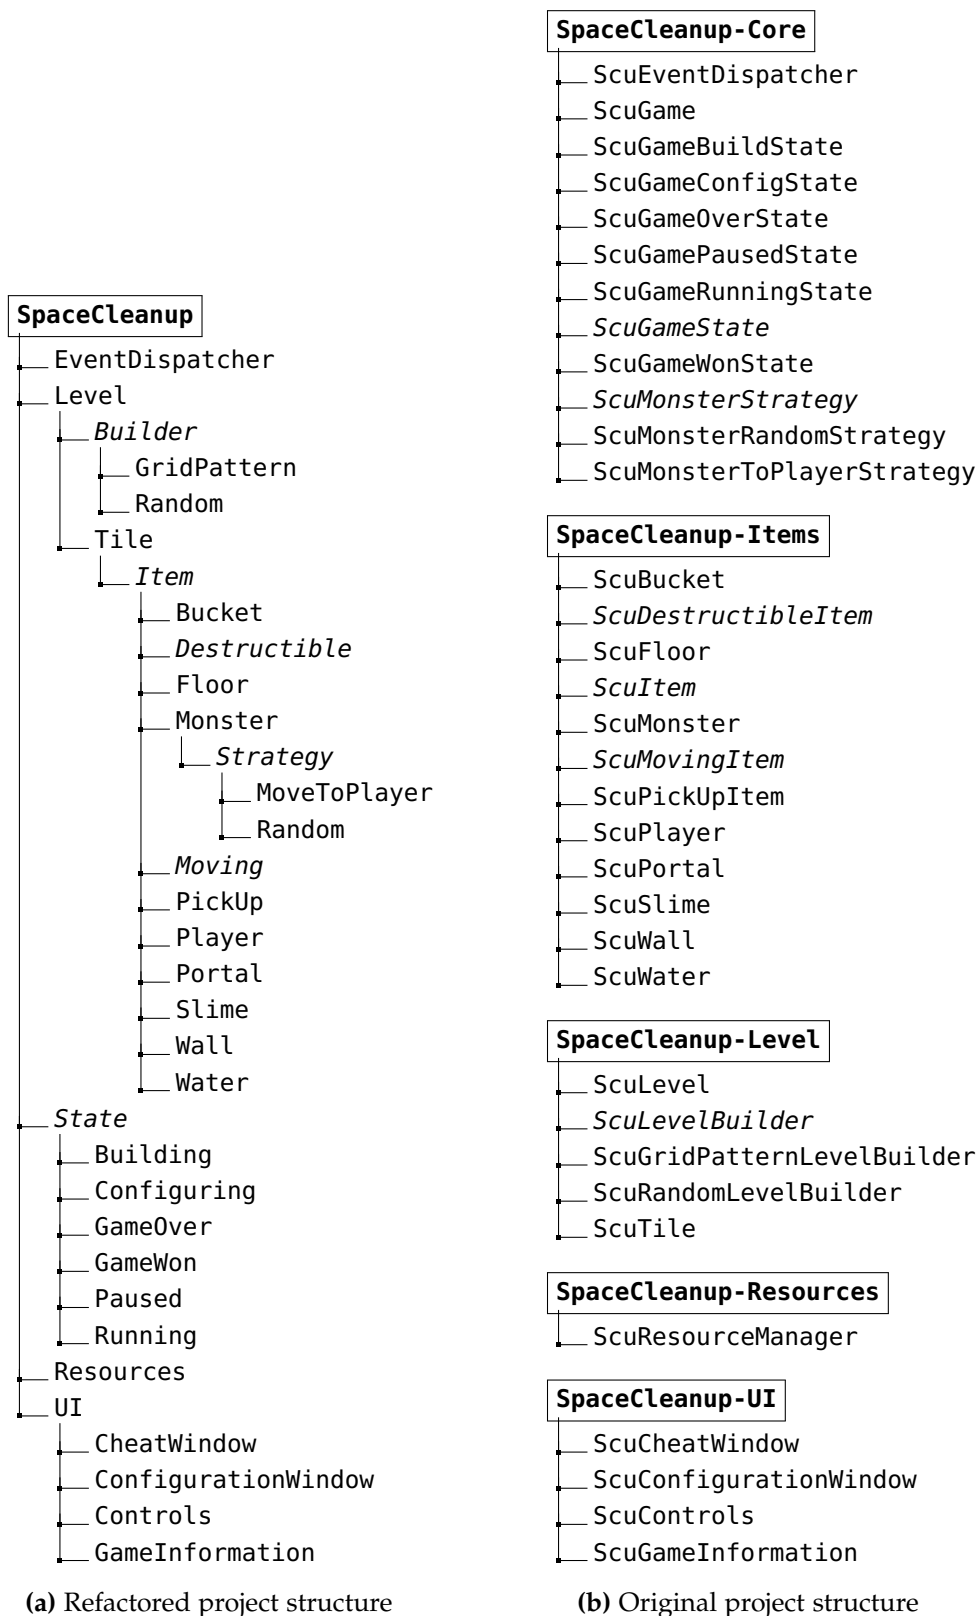 SpaceCleanup
EventDispatcher
Level
Builder
GridPattern
Random
Tile
Item
Bucket
Destructible
Floor
Monster
Strategy
MoveToPlayer
Random
Moving
PickUp
Player
Portal
Slime
Wall
Water
State
Building
Configuring
GameOver
GameWon
Paused
Running
Resources
UI
CheatWindow
ConfigurationWindow
Controls
GameInformation
(a) Refactored project structure
SpaceCleanup-Core
ScuEventDispatcher
ScuGame
ScuGameBuildState
ScuGameConfigState
ScuGameOverState
ScuGamePausedState
ScuGameRunningState
ScuGameState
ScuGameWonState
ScuMonsterStrategy
ScuMonsterRandomStrategy
ScuMonsterToPlayerStrategy
SpaceCleanup-Items
ScuBucket
ScuDestructibleItem
ScuFloor
ScuItem
ScuMonster
ScuMovingItem
ScuPickUpItem
ScuPlayer
ScuPortal
ScuSlime
ScuWall
ScuWater
SpaceCleanup-Level
ScuLevel
ScuLevelBuilder
ScuGridPatternLevelBuilder
ScuRandomLevelBuilder
ScuTile
SpaceCleanup-Resources
ScuResourceManager
SpaceCleanup-UI
ScuCheatWindow
ScuConfigurationWindow
ScuControls
ScuGameInformation
(b) Original project structure